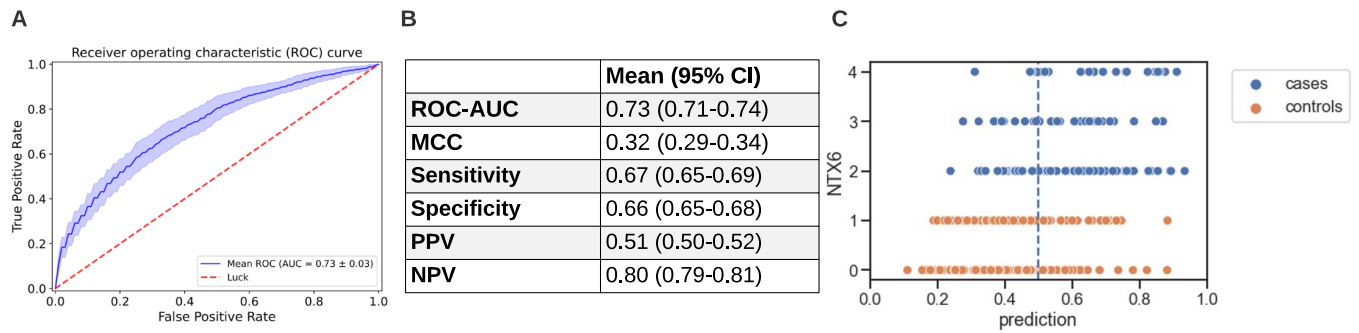 A
Receiver operating characteristic (ROC) curve
True Positive Rate
1.0
0.8
0.6
0.4
0.2
0.0
Mean ROC (AUC = 0.73 ± 0.03)
Luck
0.0 0.2 0.4 0.6 0.8 1.0
False Positive Rate
B
Mean (95% CI)
ROC-AUC 0.73 (0.71-0.74)
MCC 0.32 (0.29-0.34)
Sensitivity 0.67 (0.65-0.69)
Specificity 0.66 (0.65-0.68)
PPV 0.51 (0.50-0.52)
NPV 0.80 (0.79-0.81)
C
NTX6
4
3
2
1
0
0.0 0.2 0.4 0.6 0.8 1.0
prediction
cases
controls